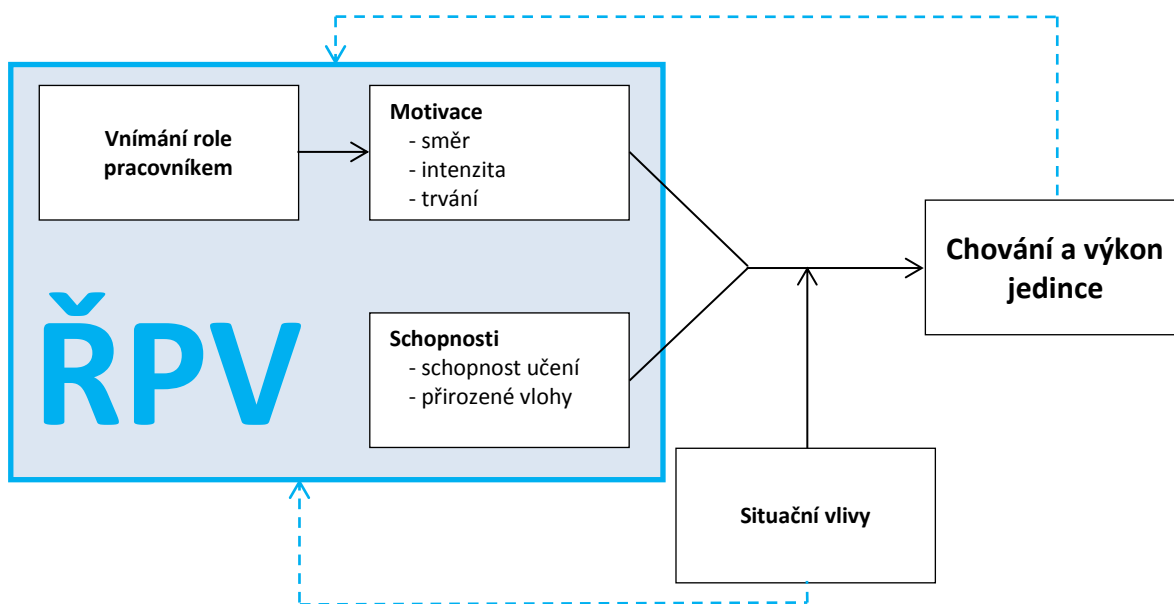 Vnímání role
pracovníkem
Motivace
- směr
- intenzita
- trvání
Chování a výkon
jedince
ŘPV
Schopnosti
- schopnost učení
- přirozené vlohy
Situační vlivy